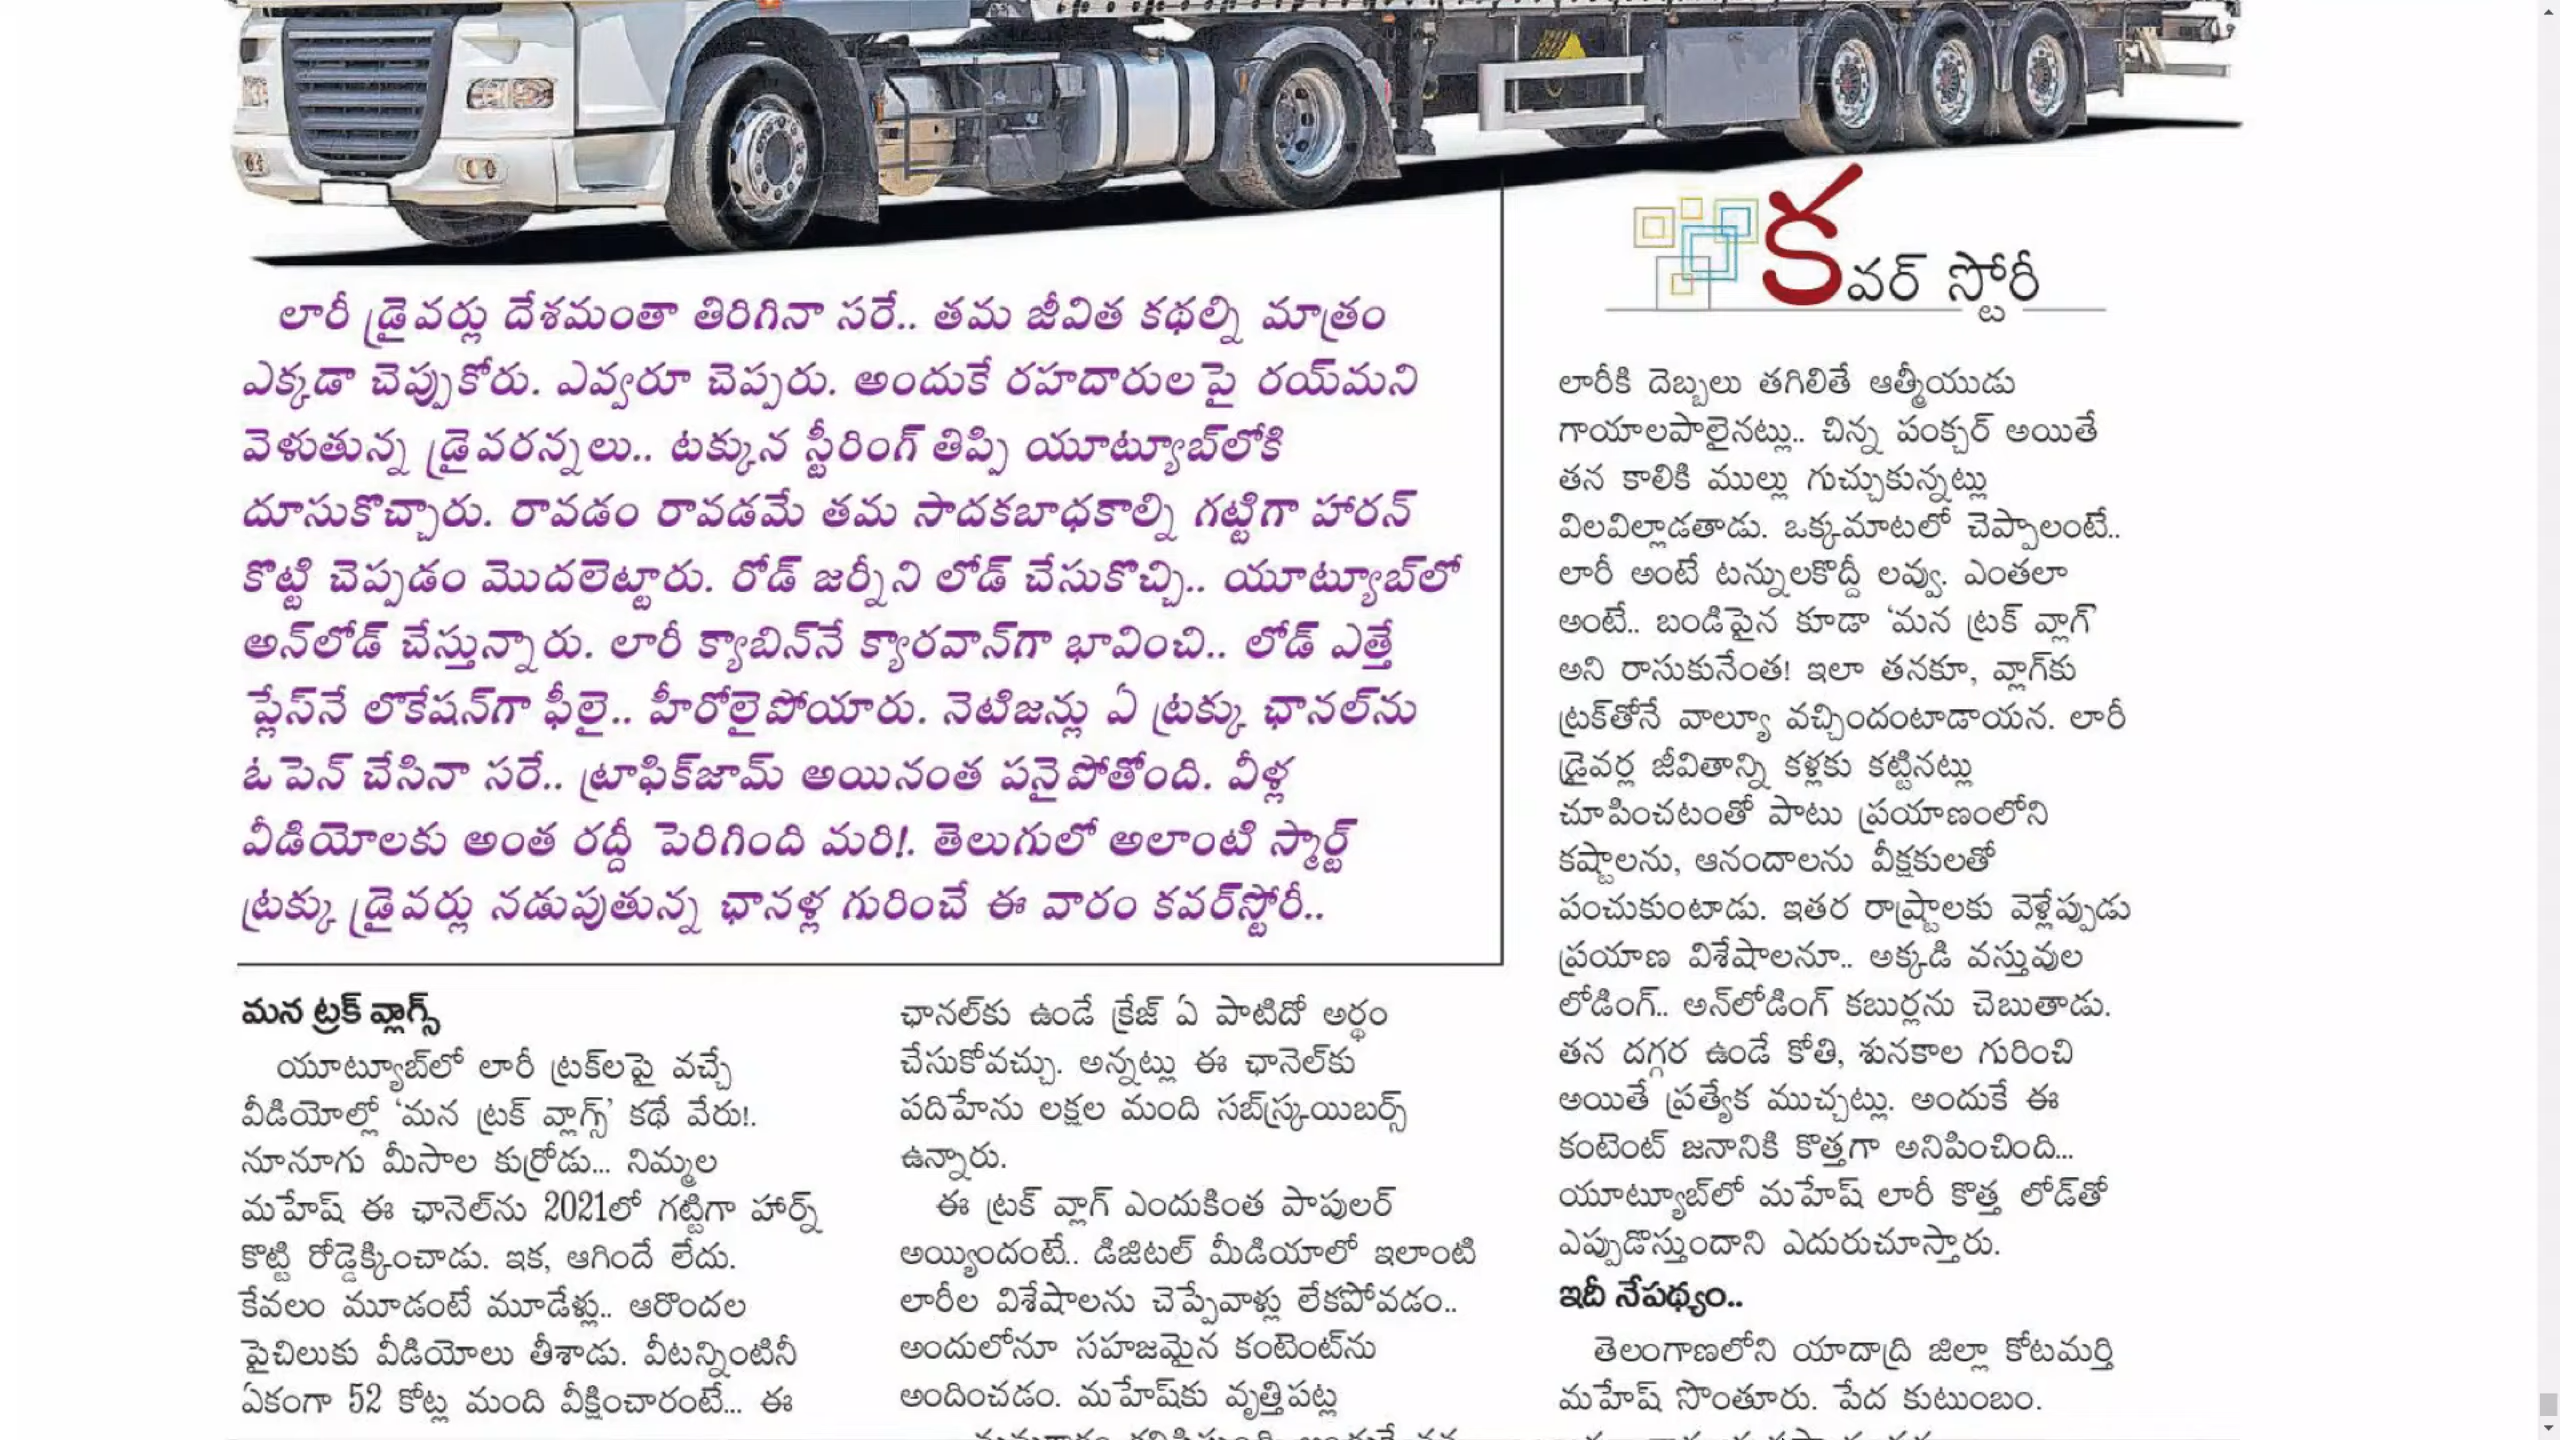 కవర్ స్టోరీ
లారీ డ్రైవర్లు దేశమంతా తిరిగినా సరే.. తమ జీవిత కథల్ని మాత్రం
ఎక్కడా చెప్పుకోరు. ఎవ్వరూ చెప్పరు. అందుకే రహదారులపై రయ్‌మని
వెళుతున్న డ్రైవరన్నలు.. టక్కున స్టీరింగ్ తిప్పి యూట్యూబ్‌లోకి
దూసుకొచ్చారు. రావడం రావడమే తమ సాదకబాధకాల్ని గట్టిగా హారన్
కొట్టి చెప్పడం మొదలెట్టారు. రోడ్ జర్నీని లోడ్ చేసుకొచ్చి.. యూట్యూబ్‌లో
అన్‌లోడ్ చేస్తున్నారు. లారీ క్యాబిన్‌నే క్యారవాన్‌గా భావించి.. లోడ్ ఎత్తే
ప్లేస్‌నే లొకేషన్‌గా ఫీలై.. హీరోలైపోయారు. నెటిజన్లు ఏ ట్రక్కు ఛానల్‌ను
ఓపెన్ చేసినా సరే.. ట్రాఫిక్‌జామ్ అయినంత పనైపోతోంది. వీళ్ల
వీడియోలకు అంత రద్దీ పెరిగింది మరి!. తెలుగులో అలాంటి స్మార్ట్
ట్రక్కు డ్రైవర్లు నడుపుతున్న ఛానళ్ల గురించే ఈ వారం కవర్‌స్టోరీ..
మన ట్రక్ వ్లాగ్స్
యూట్యూబ్‌లో లారీ ట్రక్‌లపై వచ్చే
వీడియోల్లో ‘మన ట్రక్ వ్లాగ్స్’ కథే వేరు!.
నూనూగు మీసాల కుర్రోడు... నిమ్మల
మహేష్ ఈ ఛానెల్‌ను 2021లో గట్టిగా హార్న్
కొట్టి రోడ్డెక్కించాడు. ఇక, ఆగిందే లేదు.
కేవలం మూడంటే మూడేళ్లు.. ఆరొందల
పైచిలుకు వీడియోలు తీశాడు. వీటన్నింటినీ
ఏకంగా 52 కోట్ల మంది వీక్షించారంటే... ఈ
ఛానల్‌కు ఉండే క్రేజ్ ఏ పాటిదో అర్థం
చేసుకోవచ్చు. అన్నట్లు ఈ ఛానెల్‌కు
పదిహేను లక్షల మంది సబ్‌స్క్రయిబర్స్
ఉన్నారు.
ఈ ట్రక్ వ్లాగ్ ఎందుకింత పాపులర్
అయ్యిందంటే.. డిజిటల్ మీడియాలో ఇలాంటి
లారీల విశేషాలను చెప్పేవాళ్లు లేకపోవడం..
అందులోనూ సహజమైన కంటెంట్‌ను
అందించడం. మహేష్‌కు వృత్తిపట్ల
లారీకి దెబ్బలు తగిలితే ఆత్మీయుడు
గాయాలపాలైనట్లు.. చిన్న పంక్చర్ అయితే
తన కాలికి ముల్లు గుచ్చుకున్నట్లు
విలవిల్లాడతాడు. ఒక్కమాటలో చెప్పాలంటే..
లారీ అంటే టన్నులకొద్దీ లవ్వు. ఎంతలా
అంటే.. బండిపైన కూడా ‘మన ట్రక్ వ్లాగ్’
అని రాసుకునేంత! ఇలా తనకూ, వ్లాగ్‌కు
ట్రక్‌తోనే వాల్యూ వచ్చిందంటాడాయన. లారీ
డ్రైవర్ల జీవితాన్ని కళ్లకు కట్టినట్లు
చూపించటంతో పాటు ప్రయాణంలోని
కష్టాలను, ఆనందాలను వీక్షకులతో
పంచుకుంటాడు. ఇతర రాష్ట్రాలకు వెళ్లేప్పుడు
ప్రయాణ విశేషాలనూ.. అక్కడి వస్తువుల
లోడింగ్.. అన్‌లోడింగ్ కబుర్లను చెబుతాడు.
తన దగ్గర ఉండే కోతి, శునకాల గురించి
అయితే ప్రత్యేక ముచ్చట్లు. అందుకే ఈ
కంటెంట్ జనానికి కొత్తగా అనిపించింది...
యూట్యూబ్‌లో మహేష్ లారీ కొత్త లోడ్‌తో
ఎప్పుడొస్తుందాని ఎదురుచూస్తారు.
ఇదీ నేపథ్యం..
తెలంగాణలోని యాదాద్రి జిల్లా కోటమర్తి
మహేష్ సొంతూరు. పేద కుటుంబం.